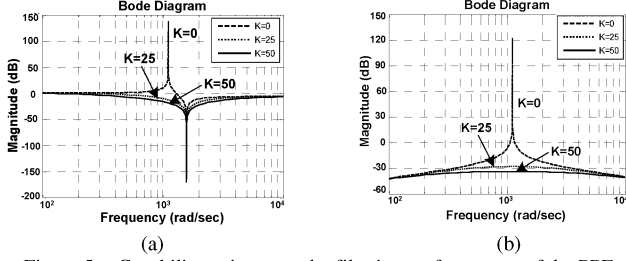 Bode Diagram
150
100
50
0
-50
-100
-150
-200
Magnitude (dB)
K=0
K=25
K=50
K=0
K=25
K=50
10²
10³
10⁴
Frequency (rad/sec)
(a)
Bode Diagram
150
120
90
60
30
0
-30
-60
Magnitude (dB)
K=0
K=25
K=50
K=0
K=25
K=50
10²
10³
10⁴
Frequency (rad/sec)
(b)